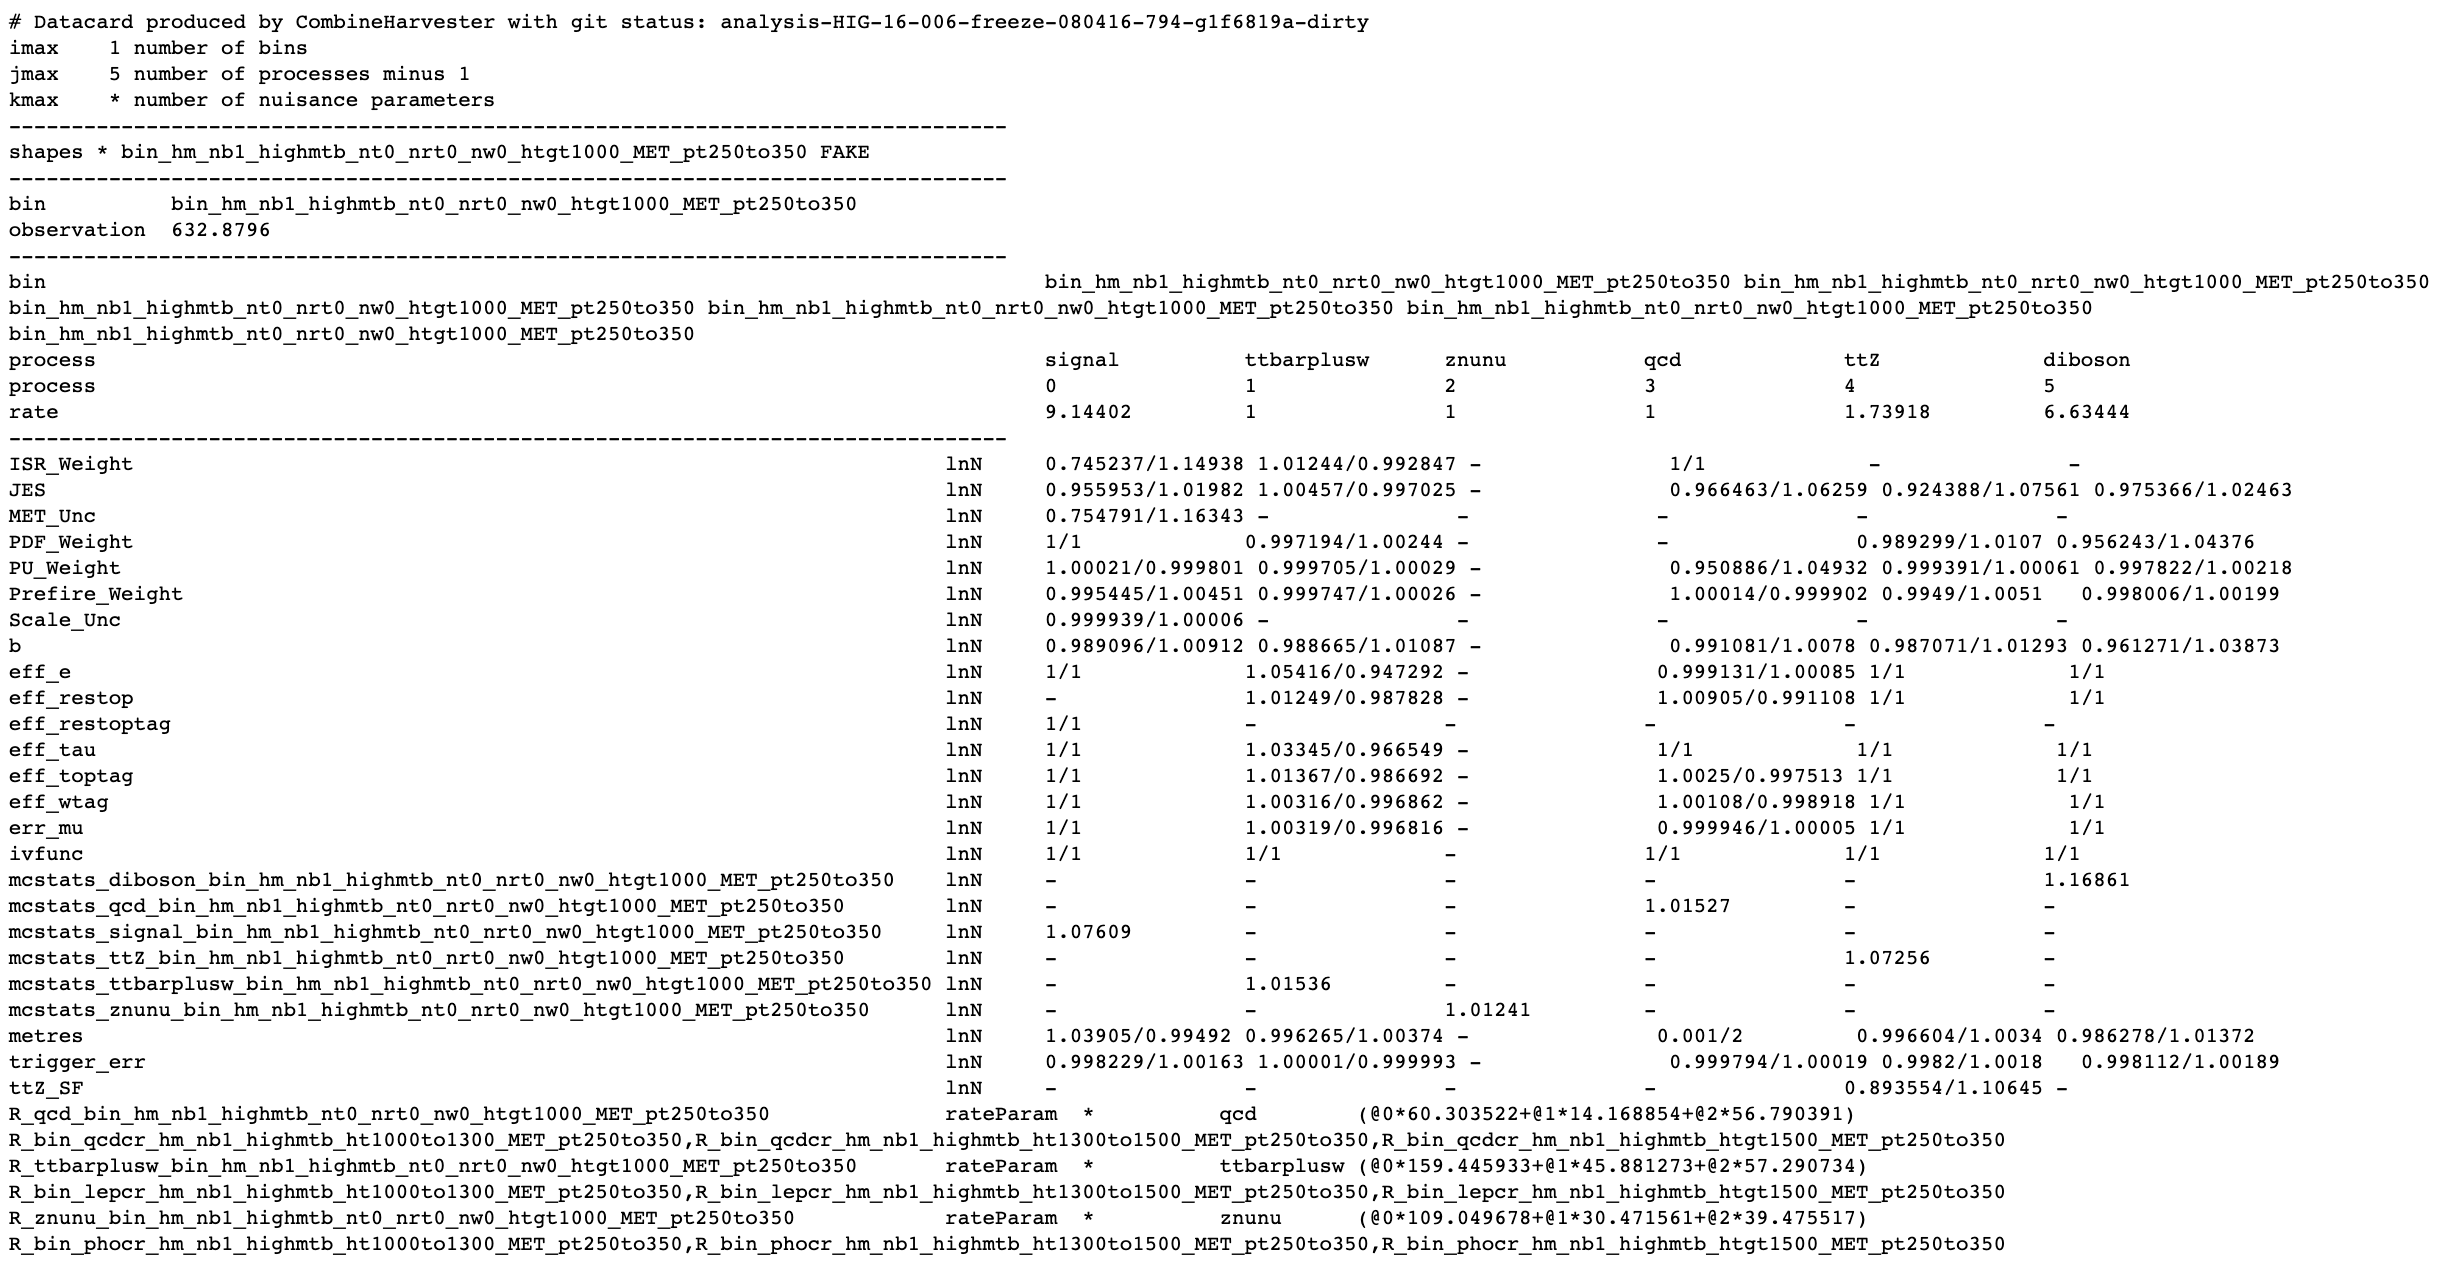 # Datacard produced by CombineHarvester with git status: analysis-HIG-16-006-freeze-080416-794-g1f6819a-dirty
imax    1 number of bins
jmax    5 number of processes minus 1
kmax    * number of nuisance parameters
--------------------------------------------------------------------------------
shapes * bin_hm_nb1_highmtb_nt0_nrt0_nw0_htgt1000_MET_pt250to350 FAKE
--------------------------------------------------------------------------------
bin          bin_hm_nb1_highmtb_nt0_nrt0_nw0_htgt1000_MET_pt250to350
observation  632.8796
--------------------------------------------------------------------------------
bin bin_hm_nb1_highmtb_nt0_nrt0_nw0_htgt1000_MET_pt250to350 bin_hm_nb1_highmtb_nt0_nrt0_nw0_htgt1000_MET_pt250to350
bin_hm_nb1_highmtb_nt0_nrt0_nw0_htgt1000_MET_pt250to350 bin_hm_nb1_highmtb_nt0_nrt0_nw0_htgt1000_MET_pt250to350 bin_hm_nb1_highmtb_nt0_nrt0_nw0_htgt1000_MET_pt250to350
bin_hm_nb1_highmtb_nt0_nrt0_nw0_htgt1000_MET_pt250to350
process signal ttbarplusw znunu qcd ttZ diboson
process 0 1 2 3 4 5
rate 9.14402 1 1 1 1.73918 6.63444
--------------------------------------------------------------------------------
ISR_Weight lnN 0.745237/1.14938 1.01244/0.992847 - 1/1 - -
JES lnN 0.955953/1.01982 1.00457/0.997025 - 0.966463/1.06259 0.924388/1.07561 0.975366/1.02463
MET_Unc lnN 0.754791/1.16343 - - - - -
PDF_Weight lnN 1/1 0.997194/1.00244 - - 0.989299/1.0107 0.956243/1.04376
PU_Weight lnN 1.00021/0.999801 0.999705/1.00029 - 0.950886/1.04932 0.999391/1.00061 0.997822/1.00218
Prefire_Weight lnN 0.995445/1.00451 0.999747/1.00026 - 1.00014/0.999902 0.9949/1.0051 0.998006/1.00199
Scale_Unc lnN 0.999939/1.00006 - - - - -
b lnN 0.989096/1.00912 0.988665/1.01087 - 0.991081/1.0078 0.987071/1.01293 0.961271/1.03873
eff_e lnN 1/1 1.05416/0.947292 - 0.999131/1.00085 1/1 1/1
eff_restop lnN - 1.01249/0.987828 - 1.00905/0.991108 1/1 1/1
eff_restoptag lnN 1/1 - - - - -
eff_tau lnN 1/1 1.03345/0.966549 - 1/1 1/1 1/1
eff_toptag lnN 1/1 1.01367/0.986692 - 1.0025/0.997513 1/1 1/1
eff_wtag lnN 1/1 1.00316/0.996862 - 1.00108/0.998918 1/1 1/1
err_mu lnN 1/1 1.00319/0.996816 - 0.999946/1.00005 1/1 1/1
ivfunc lnN 1/1 1/1 - 1/1 1/1 1/1
mcstats_diboson_bin_hm_nb1_highmtb_nt0_nrt0_nw0_htgt1000_MET_pt250to350 lnN - - - - - 1.16861
mcstats_qcd_bin_hm_nb1_highmtb_nt0_nrt0_nw0_htgt1000_MET_pt250to350 lnN - - - 1.01527 - -
mcstats_signal_bin_hm_nb1_highmtb_nt0_nrt0_nw0_htgt1000_MET_pt250to350 lnN 1.07609 - - - - -
mcstats_ttZ_bin_hm_nb1_highmtb_nt0_nrt0_nw0_htgt1000_MET_pt250to350 lnN - - - - 1.07256 -
mcstats_ttbarplusw_bin_hm_nb1_highmtb_nt0_nrt0_nw0_htgt1000_MET_pt250to350 lnN - 1.01536 - - - -
mcstats_znunu_bin_hm_nb1_highmtb_nt0_nrt0_nw0_htgt1000_MET_pt250to350 lnN - - 1.01241 - - -
metres lnN 1.03905/0.99492 0.996265/1.00374 - 0.001/2 0.996604/1.0034 0.986278/1.01372
trigger_err lnN 0.998229/1.00163 1.00001/0.999993 - 0.999794/1.00019 0.9982/1.0018 0.998112/1.00189
ttZ_SF lnN - - - - 0.893554/1.10645 -
R_qcd_bin_hm_nb1_highmtb_nt0_nrt0_nw0_htgt1000_MET_pt250to350 rateParam * qcd (@0*60.303522+@1*14.168854+@2*56.790391)
R_bin_qcdcr_hm_nb1_highmtb_ht1000to1300_MET_pt250to350,R_bin_qcdcr_hm_nb1_highmtb_ht1300to1500_MET_pt250to350,R_bin_qcdcr_hm_nb1_highmtb_htgt1500_MET_pt250to350
R_ttbarplusw_bin_hm_nb1_highmtb_nt0_nrt0_nw0_htgt1000_MET_pt250to350 rateParam * ttbarplusw (@0*159.445933+@1*45.881273+@2*57.290734)
R_bin_lepcr_hm_nb1_highmtb_ht1000to1300_MET_pt250to350,R_bin_lepcr_hm_nb1_highmtb_ht1300to1500_MET_pt250to350,R_bin_lepcr_hm_nb1_highmtb_htgt1500_MET_pt250to350
R_znunu_bin_hm_nb1_highmtb_nt0_nrt0_nw0_htgt1000_MET_pt250to350 rateParam * znunu (@0*109.049678+@1*30.471561+@2*39.475517)
R_bin_phocr_hm_nb1_highmtb_ht1000to1300_MET_pt250to350,R_bin_phocr_hm_nb1_highmtb_ht1300to1500_MET_pt250to350,R_bin_phocr_hm_nb1_highmtb_htgt1500_MET_pt250to350